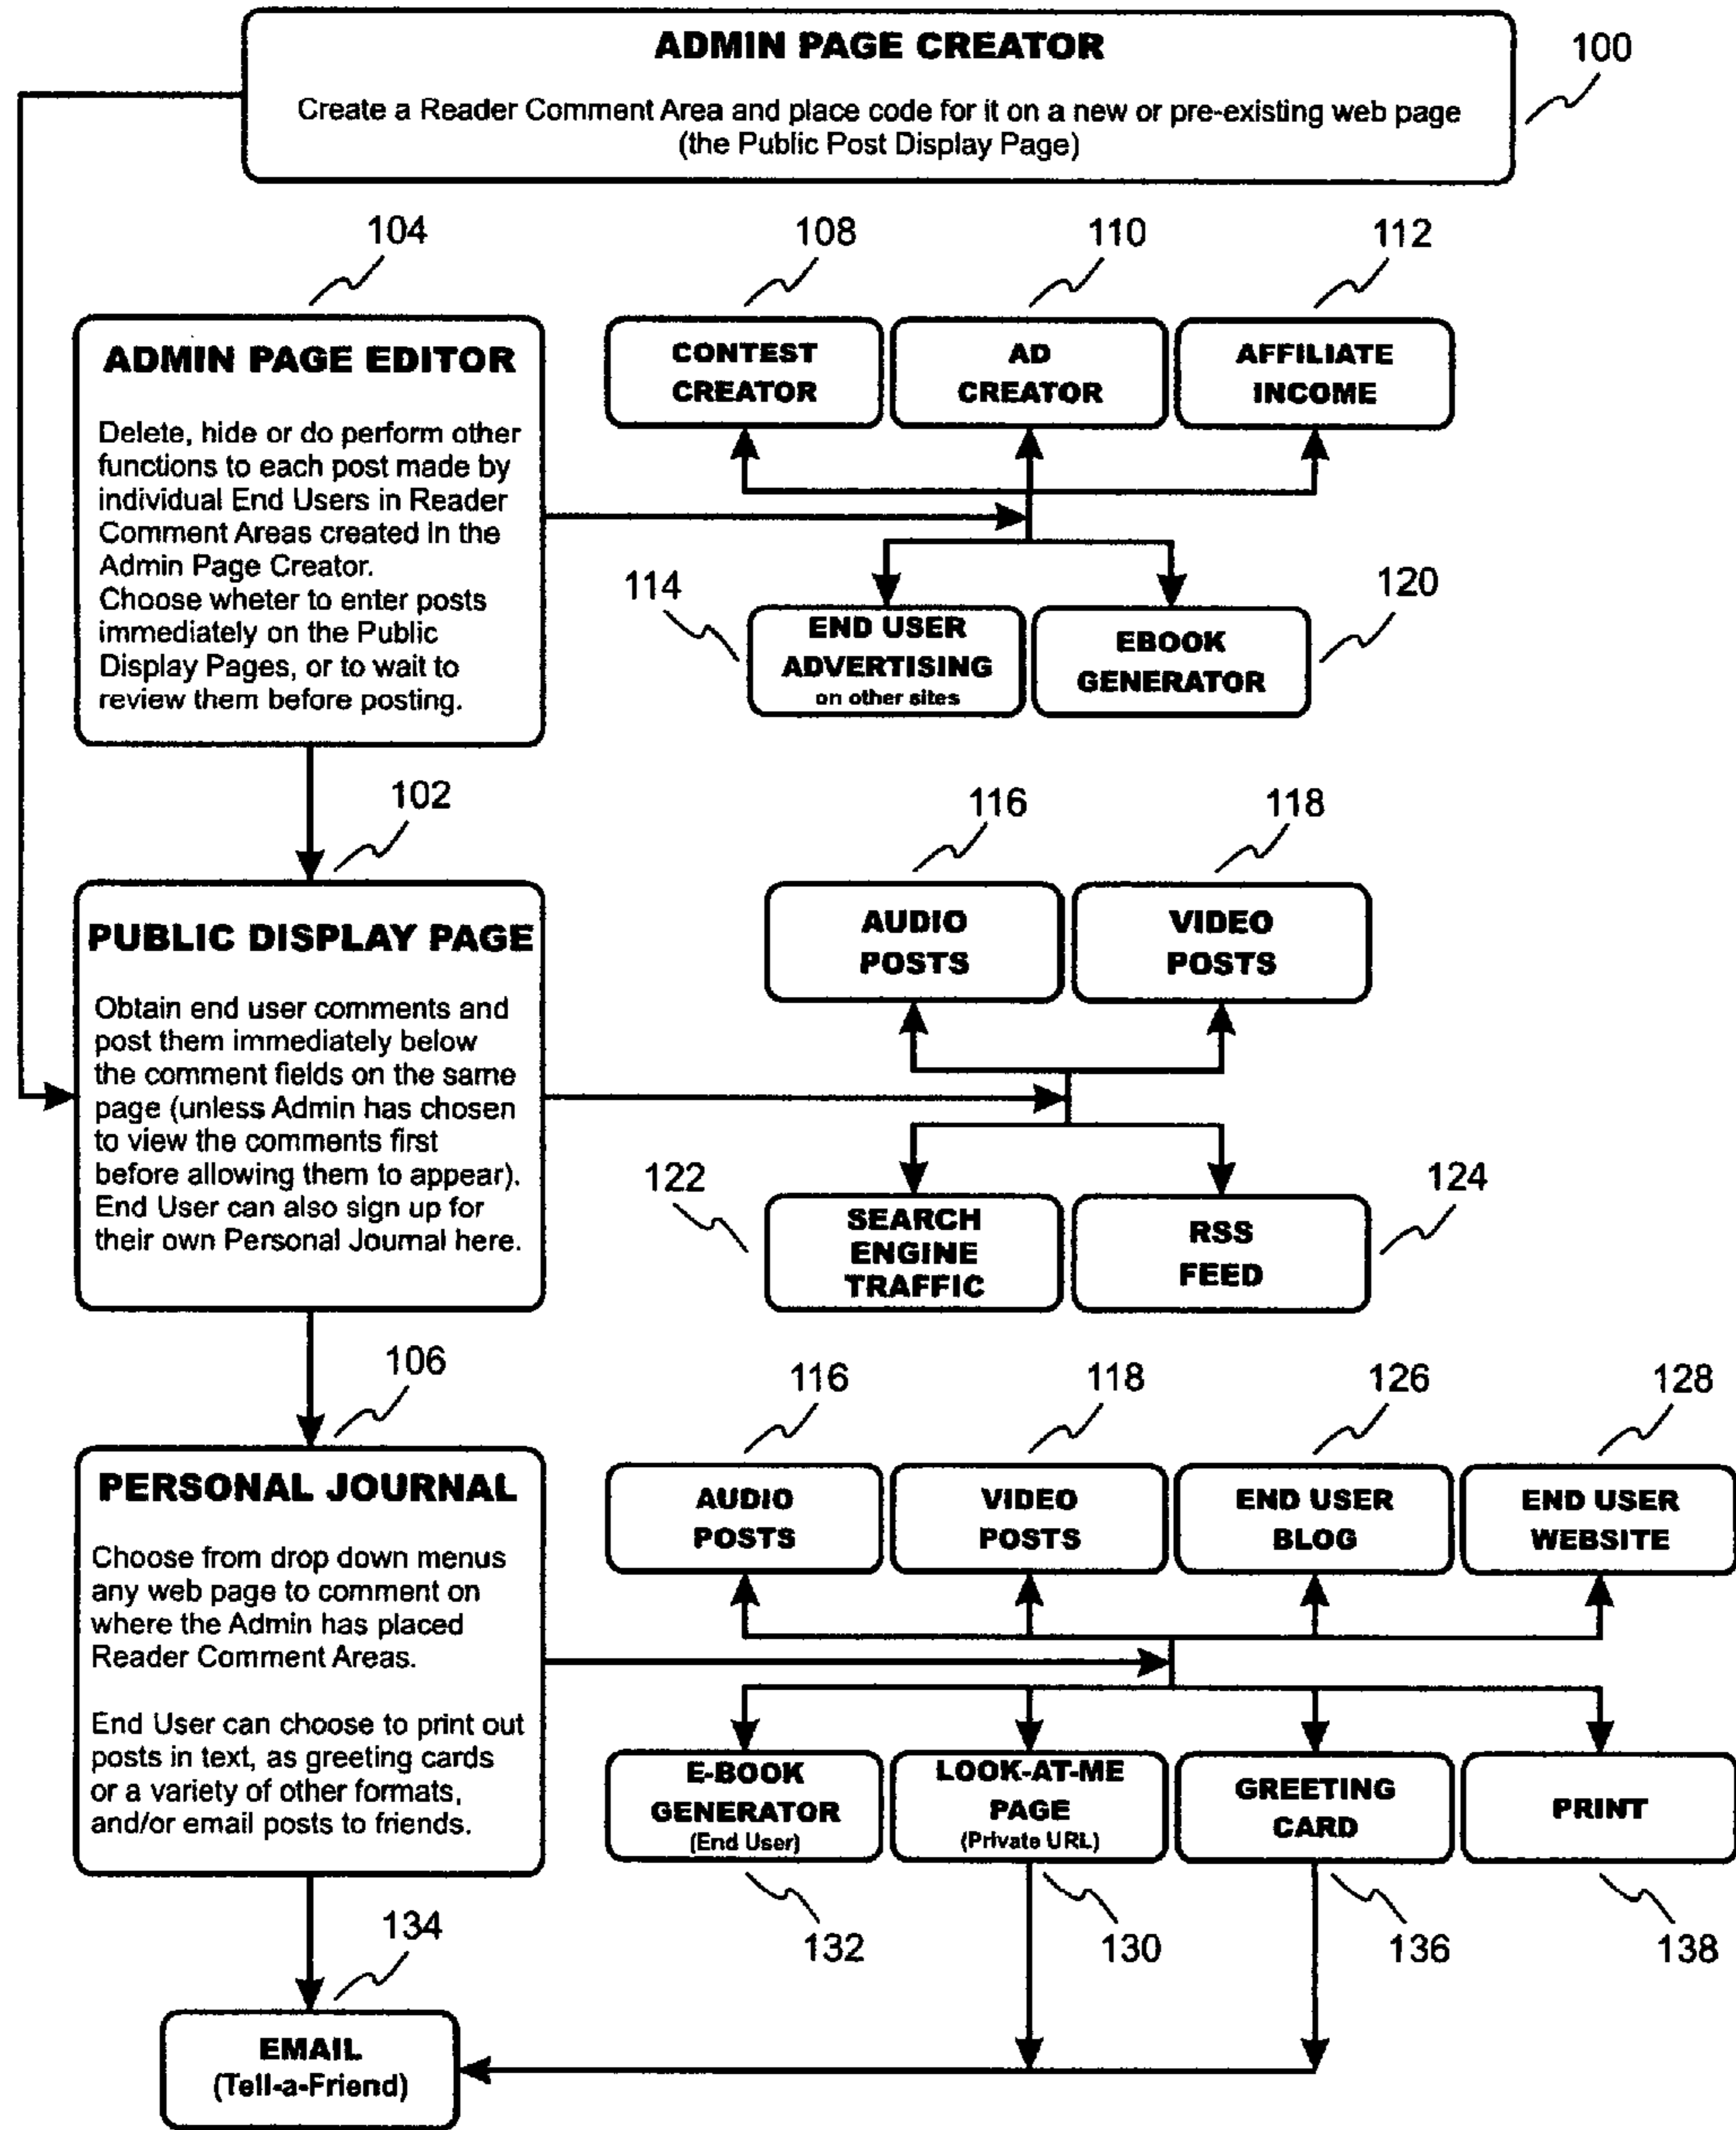 ADMIN PAGE CREATOR
Create a Reader Comment Area and place code for it on a new or pre-existing web page
(the Public Post Display Page)
100
104
108
110
112
ADMIN PAGE EDITOR
Delete, hide or do perform other
functions to each post made by
individual End Users in Reader
Comment Areas created in the
Admin Page Creator.
Choose wheter to enter posts
immediately on the Public
Display Pages, or to wait to
review them before posting.
CONTEST
CREATOR
AD
CREATOR
AFFILIATE
INCOME
114
120
END USER
ADVERTISING
on other sites
EBOOK
GENERATOR
102
116
118
PUBLIC DISPLAY PAGE
Obtain end user comments and
post them immediately below
the comment fields on the same
page (unless Admin has chosen
to view the comments first
before allowing them to appear).
End User can also sign up for
their own Personal Journal here.
AUDIO
POSTS
VIDEO
POSTS
122
124
SEARCH
ENGINE
TRAFFIC
RSS
FEED
106
116
118
126
128
PERSONAL JOURNAL
Choose from drop down menus
any web page to comment on
where the Admin has placed
Reader Comment Areas.
End User can choose to print out
posts in text, as greeting cards
or a variety of other formats,
and/or email posts to friends.
AUDIO
POSTS
VIDEO
POSTS
END USER
BLOG
END USER
WEBSITE
E-BOOK
GENERATOR
(End User)
LOOK-AT-ME
PAGE
(Private URL)
GREETING
CARD
PRINT
132
130
136
138
134
EMAIL
(Tell-a-Friend)